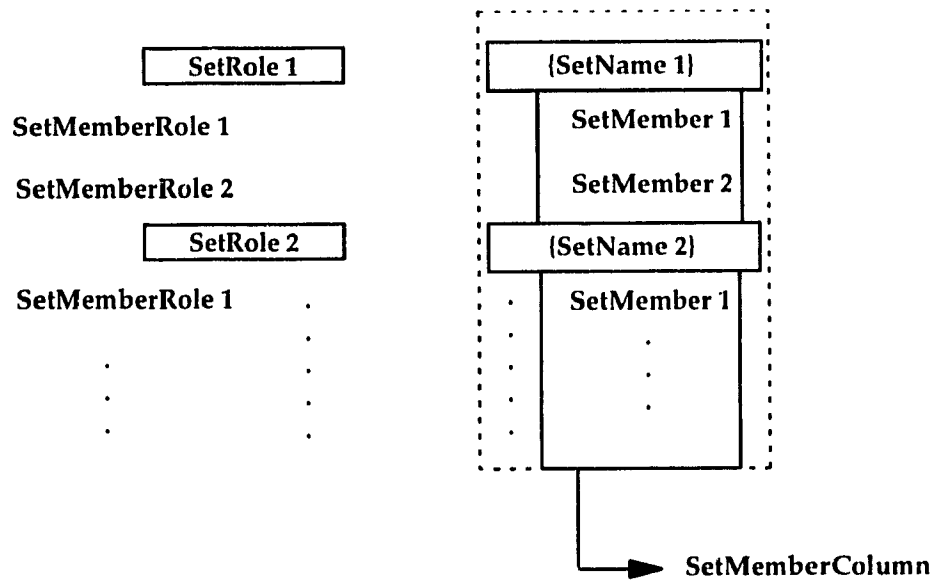 SetRole 1
{SetName 1}
SetMemberRole 1
SetMember 1
SetMemberRole 2
SetMember 2
SetRole 2
{SetName 2}
SetMemberRole 1
SetMember 1
SetMemberColumn